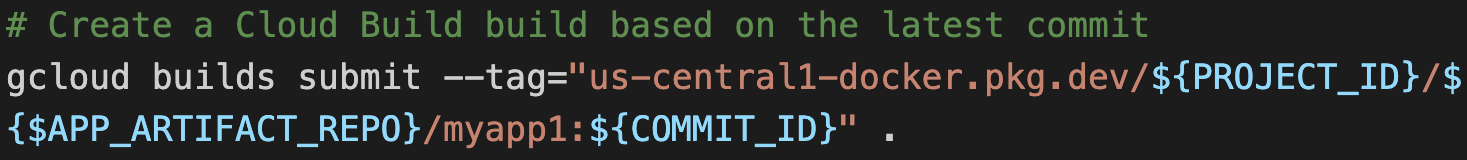 # Create a Cloud Build build based on the latest commit
gcloud builds submit --tag="us-central1-docker.pkg.dev/${PROJECT_ID}/$
{$APP_ARTIFACT_REPO}/myapp1:${COMMIT_ID}" .